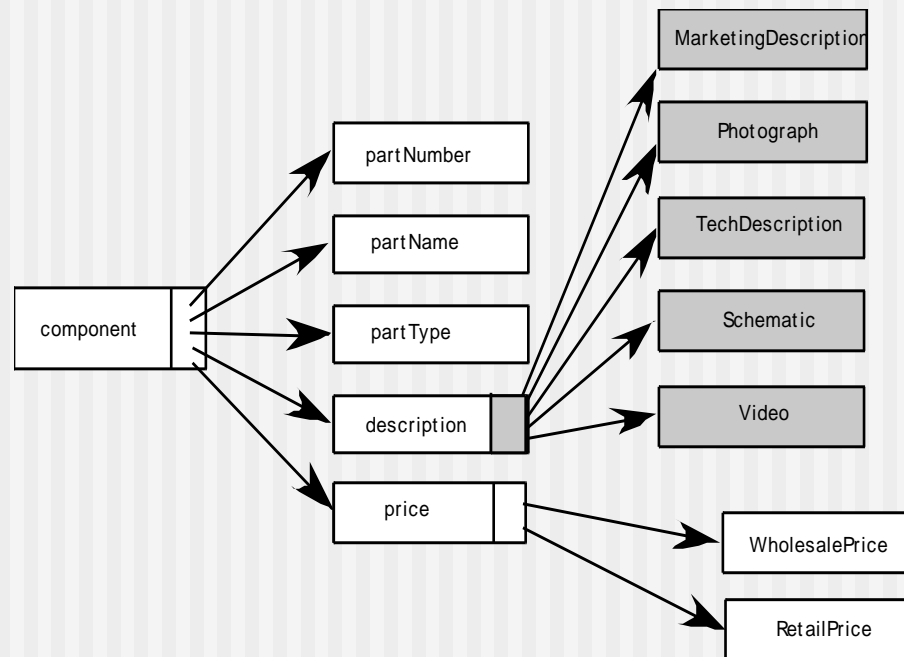 MarketingDescription
Photograph
partNumber
TechDescription
partName
component
partType
Schematic
description
Video
price
WholesalePrice
RetailPrice